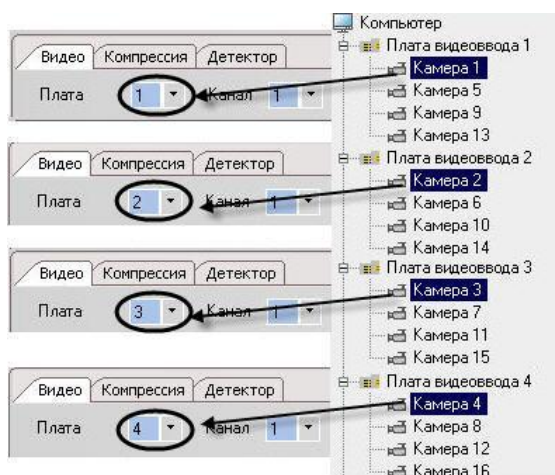 Видео Компрессия Детектор
Плата 1 Канал 1
Видео Компрессия Детектор
Плата 2 Канал 1
Видео Компрессия Детектор
Плата 3 Канал 1
Видео Компрессия Детектор
Плата 4 Канал 1
Компьютер
Плата видеоввода 1
Камера 1
Камера 5
Камера 9
Камера 13
Плата видеоввода 2
Камера 2
Камера 6
Камера 10
Камера 14
Плата видеоввода 3
Камера 3
Камера 7
Камера 11
Камера 15
Плата видеоввода 4
Камера 4
Камера 8
Камера 12
Камера 16